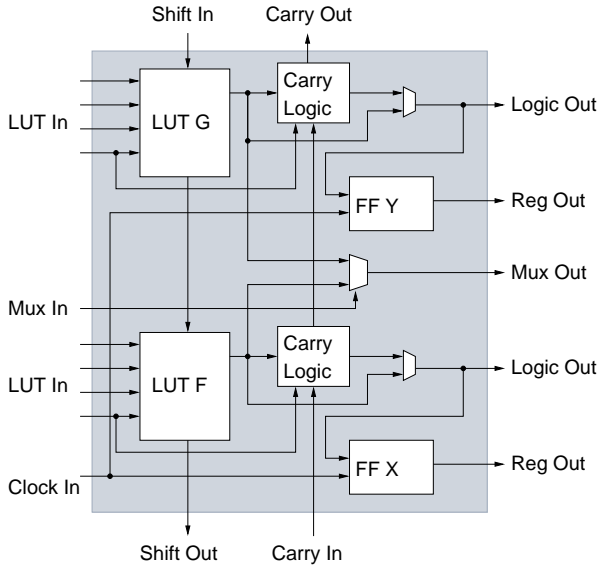 Shift In
Carry Out
Carry
Logic
LUT G
LUT In
Logic Out
FF Y
Reg Out
Mux Out
Mux In
Carry
Logic
LUT F
LUT In
Logic Out
FF X
Reg Out
Clock In
Shift Out
Carry In